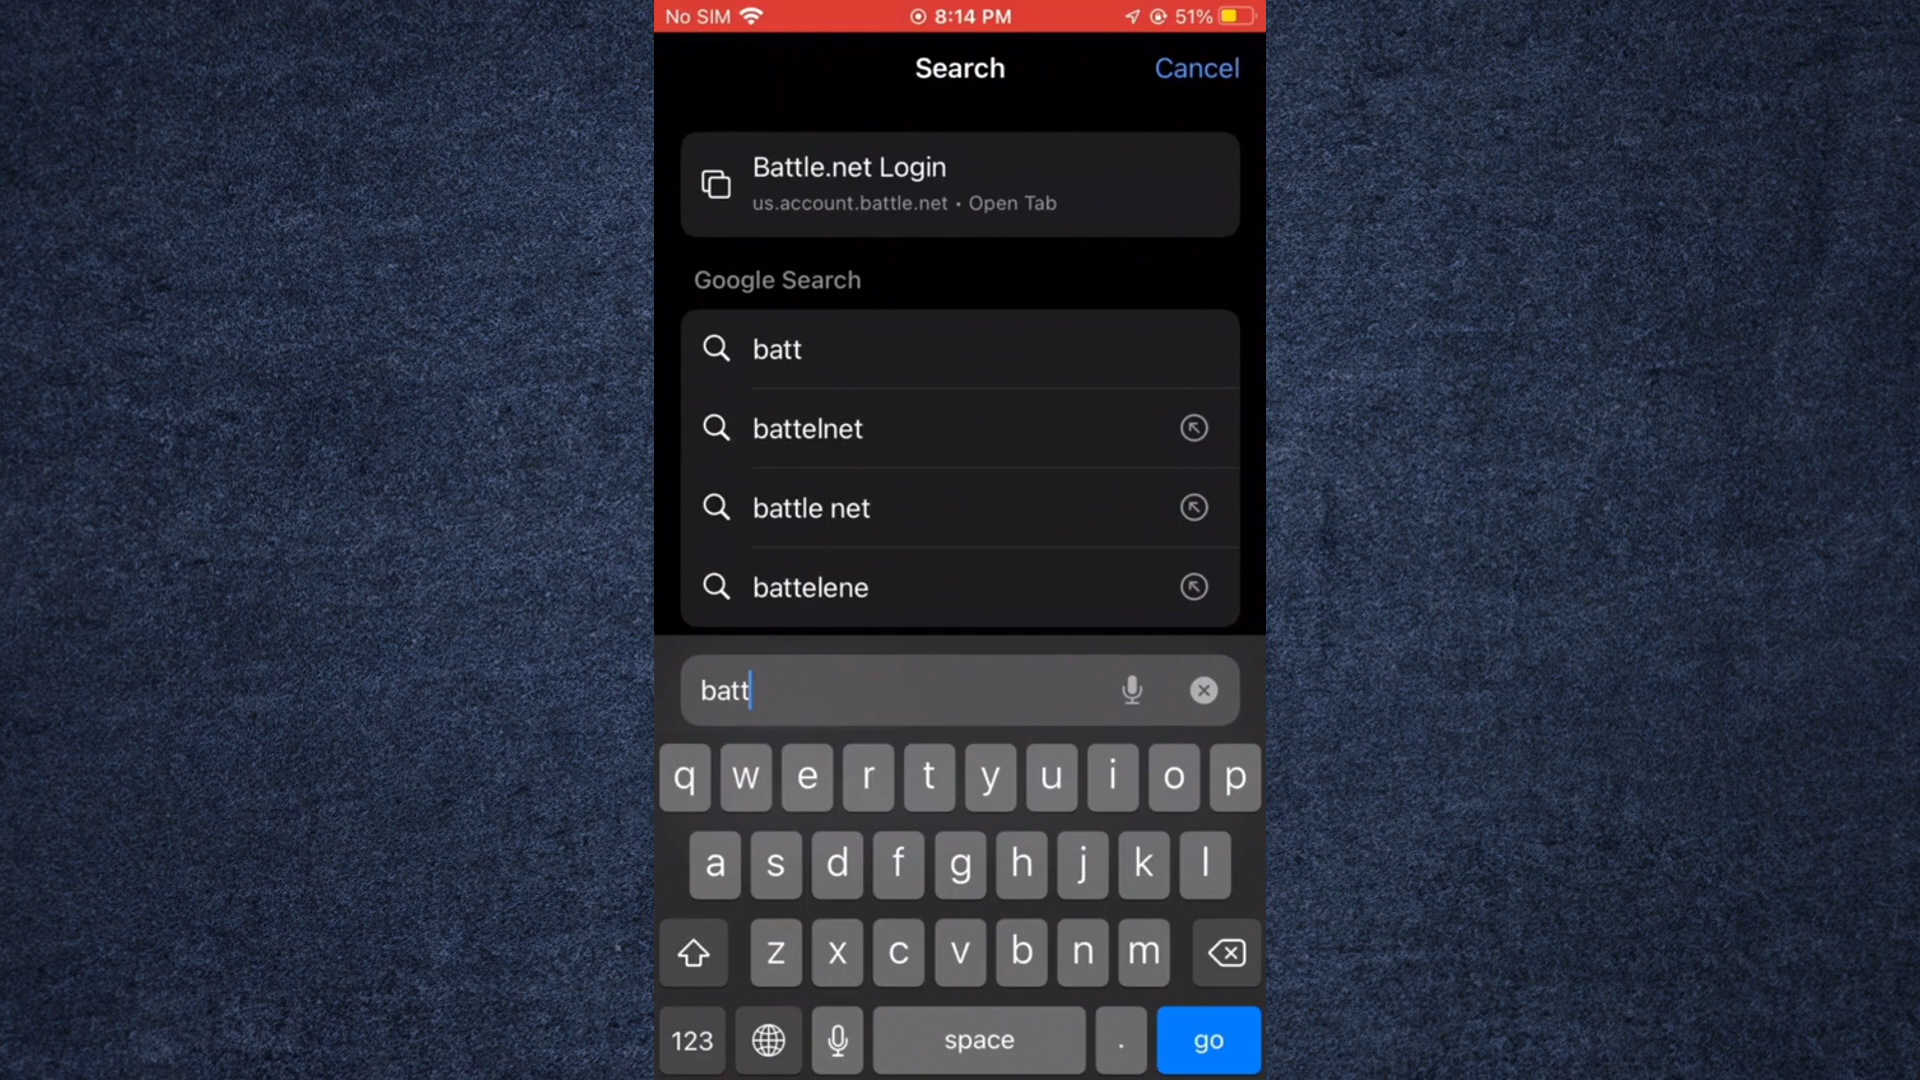 No SIM 8:14 PM 51%
Search Cancel
Battle.net Login
us.account.battle.net • Open Tab
Google Search
batt
battelnet
battle net
battelene
batt
q w e r t y u i o p
a s d f g h j k l
z x c v b n m
123 space . go